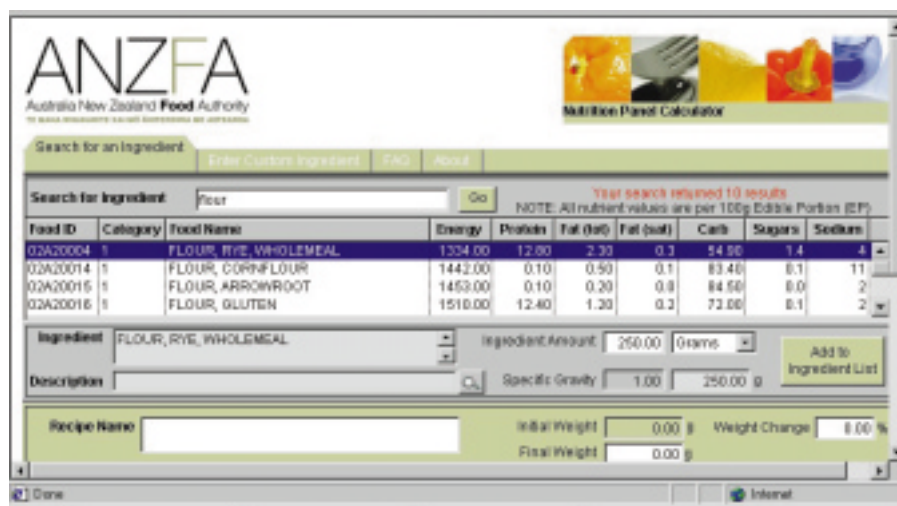 ANZFA
Australia New Zealand Food Authority
Nutrition Panel Calculator
Search for an Ingredient Enter Custom Ingredient FAQ About
Search for Ingredient flour Go Your search returned 10 results
NOTE: All nutrient values are per 100g Edible Portion (EP)
Food ID Category Food Name Energy Protein Fat (tot) Fat (sat) Carb Sugars Sodium
02A20004 1 FLOUR, RYE, WHOLEMEAL 1334.00 12.80 2.30 0.3 54.90 1.4 4
02A20014 1 FLOUR, CORNFLOUR 1442.00 0.10 0.50 0.1 83.40 0.1 11
02A20015 1 FLOUR, ARROWROOT 1453.00 0.10 0.20 0.0 84.50 0.0 2
02A20016 1 FLOUR, GLUTEN 1510.00 12.40 1.20 0.2 72.00 0.1 2
Ingredient FLOUR, RYE, WHOLEMEAL Ingredient Amount 250.00 Grams Add to
Ingredient List
Description Specific Gravity 1.00 250.00 g
Recipe Name Initial Weight 0.00 g Weight Change 0.00 %
Final Weight 0.00 g
Done Internet